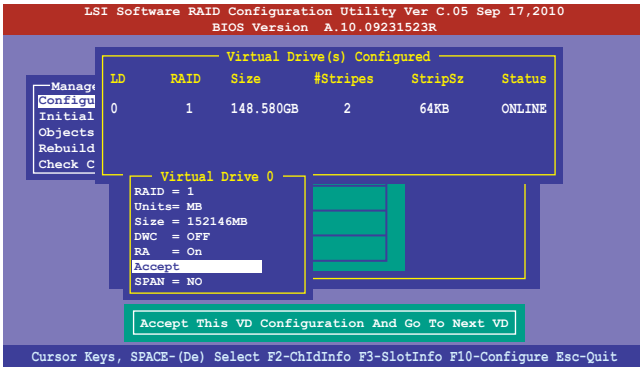 LSI Software RAID Configuration Utility Ver C.05 Sep 17,2010
BIOS Version A.10.09231523R
Virtual Drive(s) Configured
LD RAID Size #Stripes StripSz Status
0 1 148.580GB 2 64KB ONLINE
Manage
Configu
Initial
Objects
Rebuild
Check C
Virtual Drive 0
RAID = 1
Units= MB
Size = 152146MB
DWC = OFF
RA = On
Accept
SPAN = NO
Accept This VD Configuration And Go To Next VD
Cursor Keys, SPACE-(De) Select F2-ChIdInfo F3-SlotInfo F10-Configure Esc-Quit